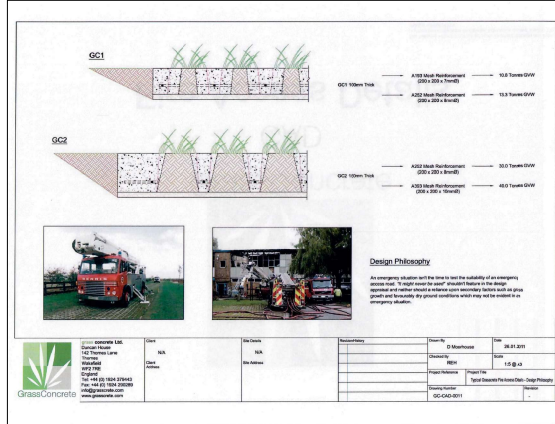 GC1
GC1 100mm Thick
A193 Mesh Reinforcement
(200 x 200 x 7mmØ)
10.8 Tonnes GVW
A252 Mesh Reinforcement
(200 x 200 x 8mmØ)
13.3 Tonnes GVW
GC2
GC2 150mm Thick
A252 Mesh Reinforcement
(200 x 200 x 8mmØ)
30.0 Tonnes GVW
A393 Mesh Reinforcement
(200 x 200 x 10mmØ)
40.0 Tonnes GVW
Design Philosophy
An emergency situation isn't the time to test the suitability of an emergency
access road. "It might never be used" shouldn't feature in the design
appraisal and neither should a reliance upon secondary factors such as grass
growth and favourably dry ground conditions which may not be evident in an
emergency situation.
GrassConcrete
grass concrete Ltd.
Duncan House
142 Thornes Lane
Thornes
Wakefield
WF2 7RE
England
Tel: +44 (0) 1924 379443
Fax: +44 (0) 1924 290289
info@grassconcrete.com
www.grassconcrete.com
Client
N/A
Client
Address
Site Details
N/A
Site Address
Revision History
Drawn By
D Moorhouse
Date
26.01.2011
Checked By
REH
Scale
1:5 @ A3
Project Reference
Project Title
Typical Grasscrete Fire Access Details - Design Philosophy
Drawing Number
GC-CAD-0011
Revision
-